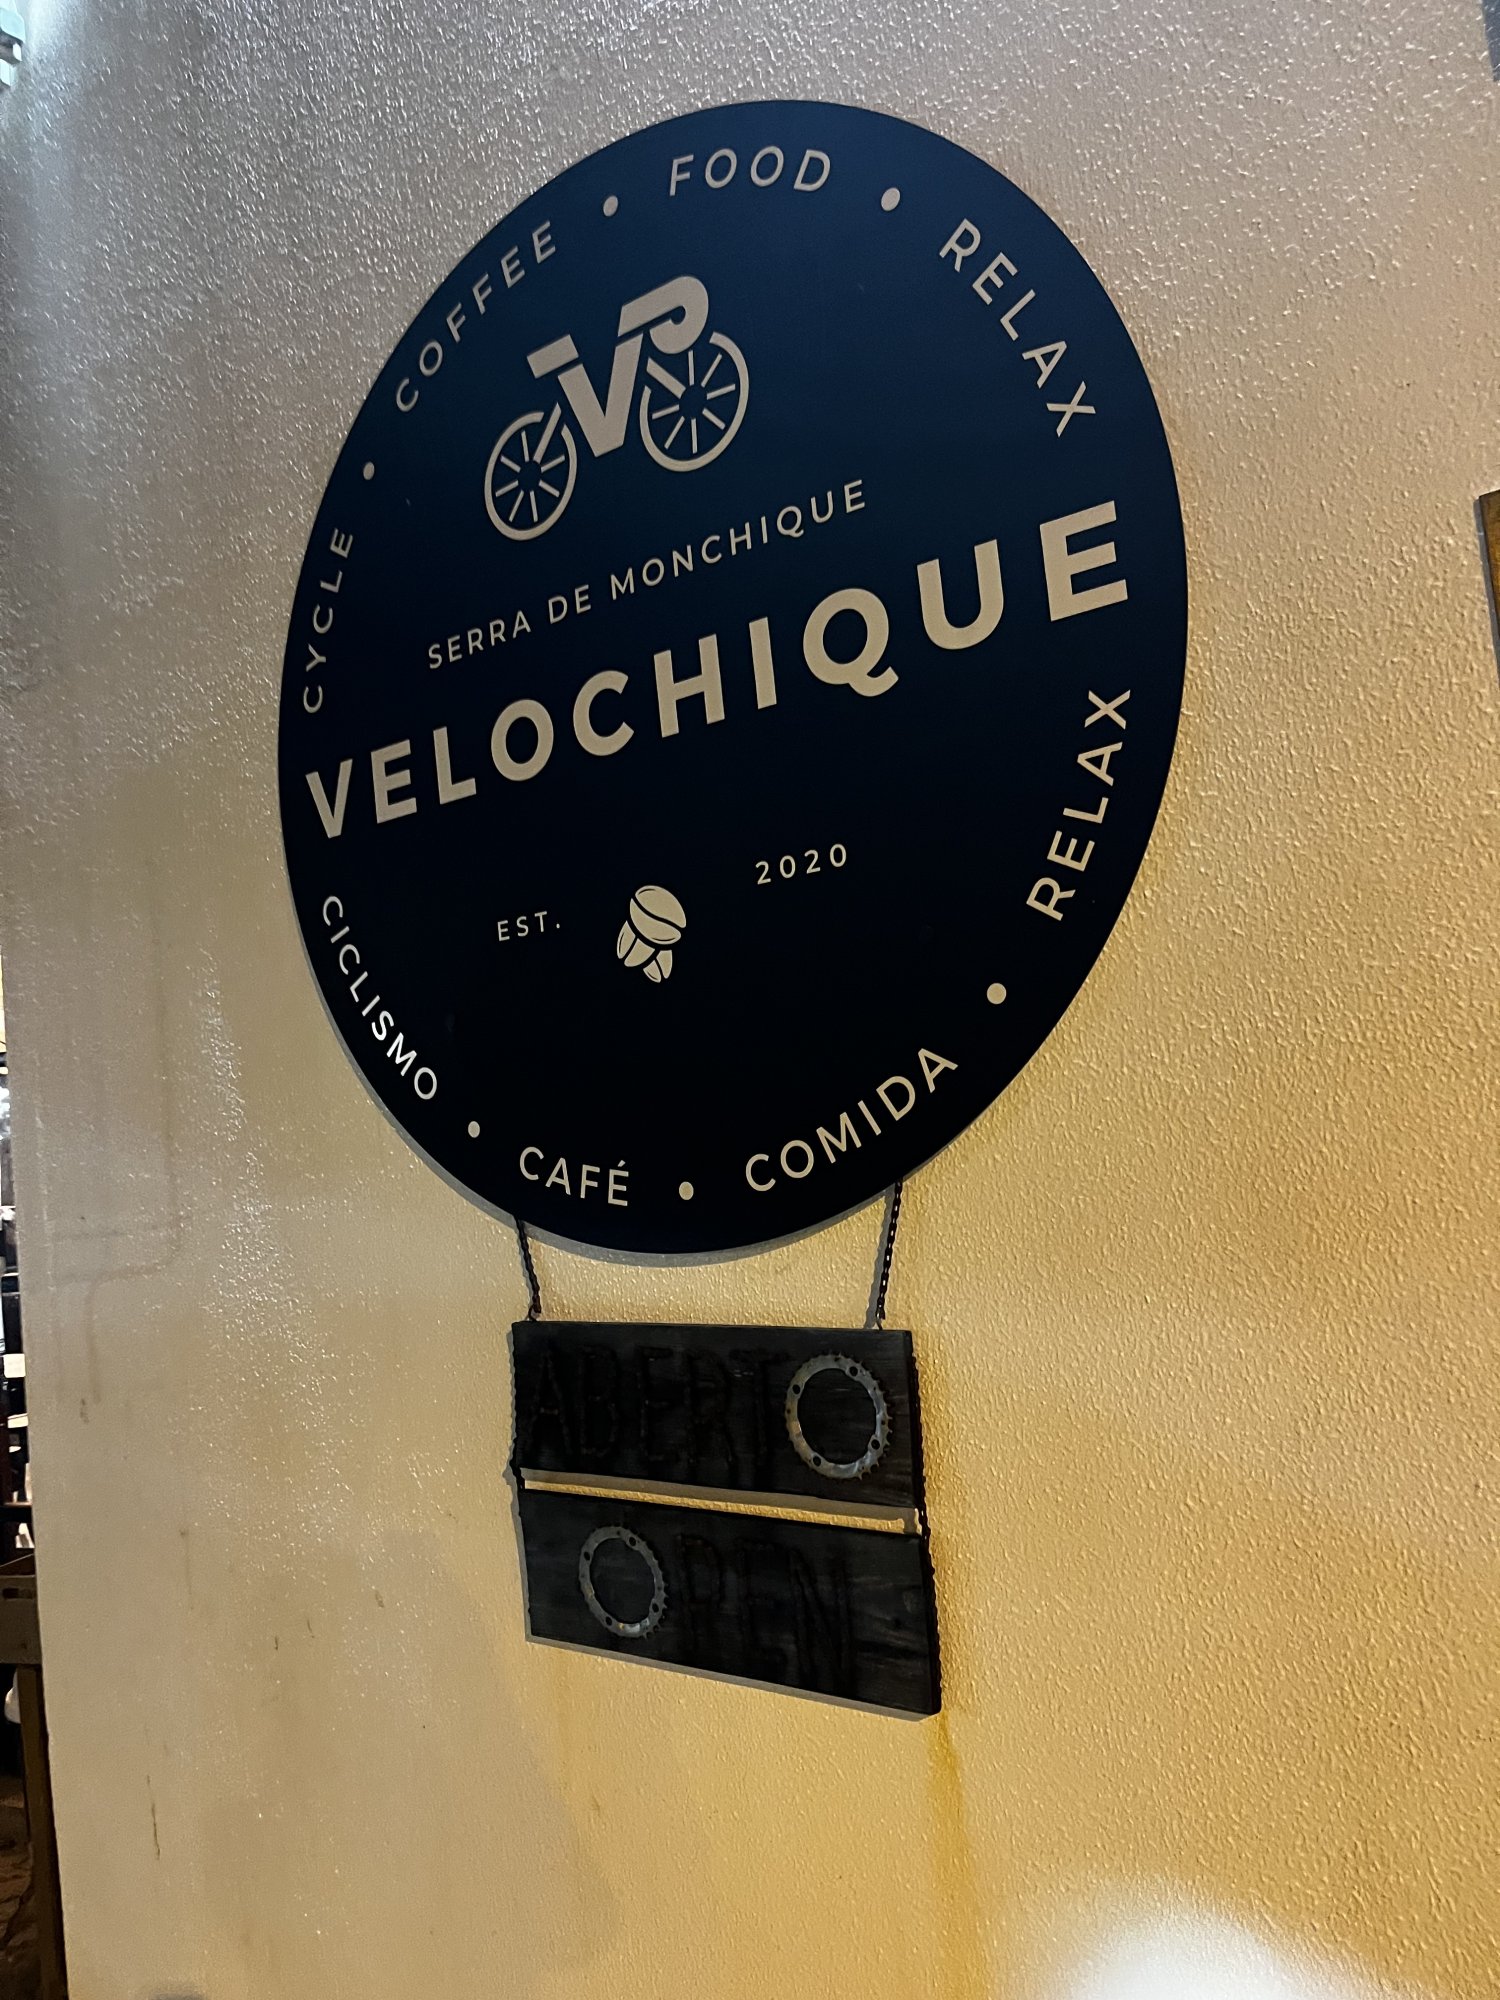 CYCLE • COFFEE • FOOD • RELAX
SERRA DE MONCHIQUE
VELOCHIQUE
EST. 2020
CICLISMO • CAFÉ • COMIDA • RELAX
ABERTO
OPEN